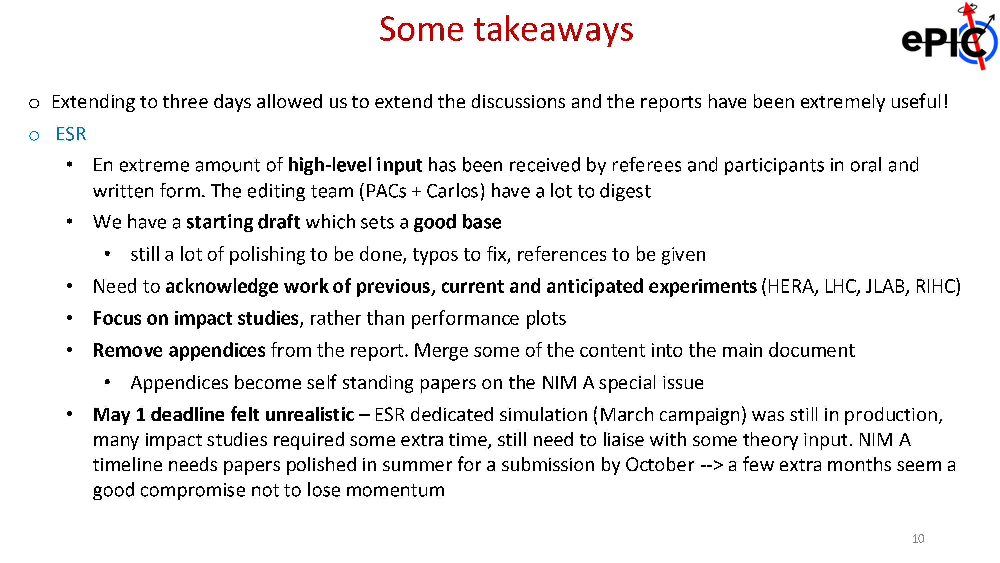 Some takeaways
ePIC
o Extending to three days allowed us to extend the discussions and the reports have been extremely useful!
o ESR
• En extreme amount of high-level input has been received by referees and participants in oral and
written form. The editing team (PACs + Carlos) have a lot to digest
• We have a starting draft which sets a good base
• still a lot of polishing to be done, typos to fix, references to be given
• Need to acknowledge work of previous, current and anticipated experiments (HERA, LHC, JLAB, RIHC)
• Focus on impact studies, rather than performance plots
• Remove appendices from the report. Merge some of the content into the main document
• Appendices become self standing papers on the NIM A special issue
• May 1 deadline felt unrealistic – ESR dedicated simulation (March campaign) was still in production,
many impact studies required some extra time, still need to liaise with some theory input. NIM A
timeline needs papers polished in summer for a submission by October --> a few extra months seem a
good compromise not to lose momentum
10